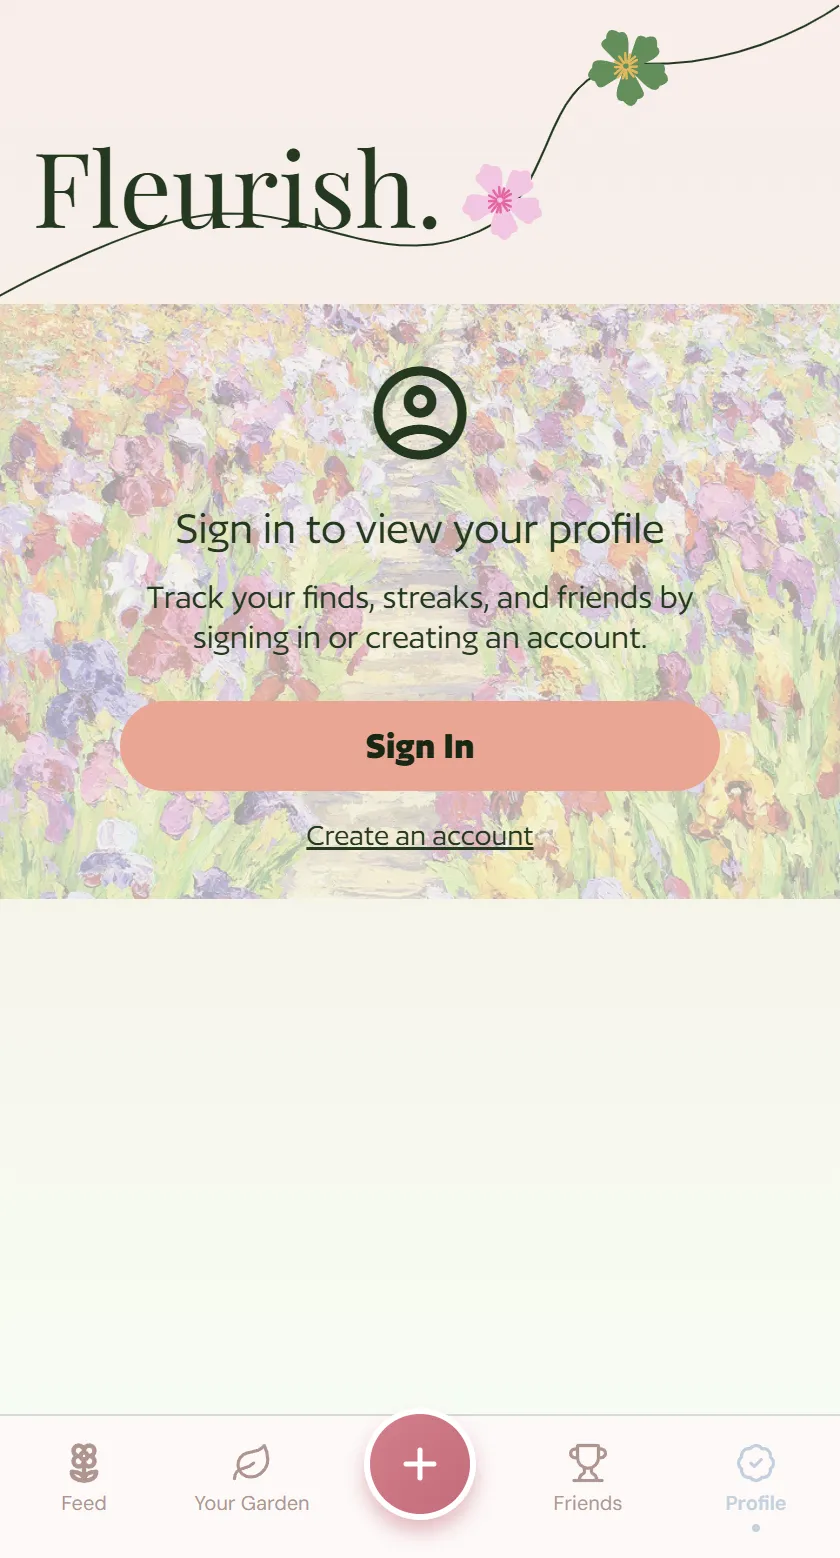 Fleurish.
Sign in to view your profile
Track your finds, streaks, and friends by
signing in or creating an account.
Sign In
Create an account
Feed
Your Garden
Friends
Profile